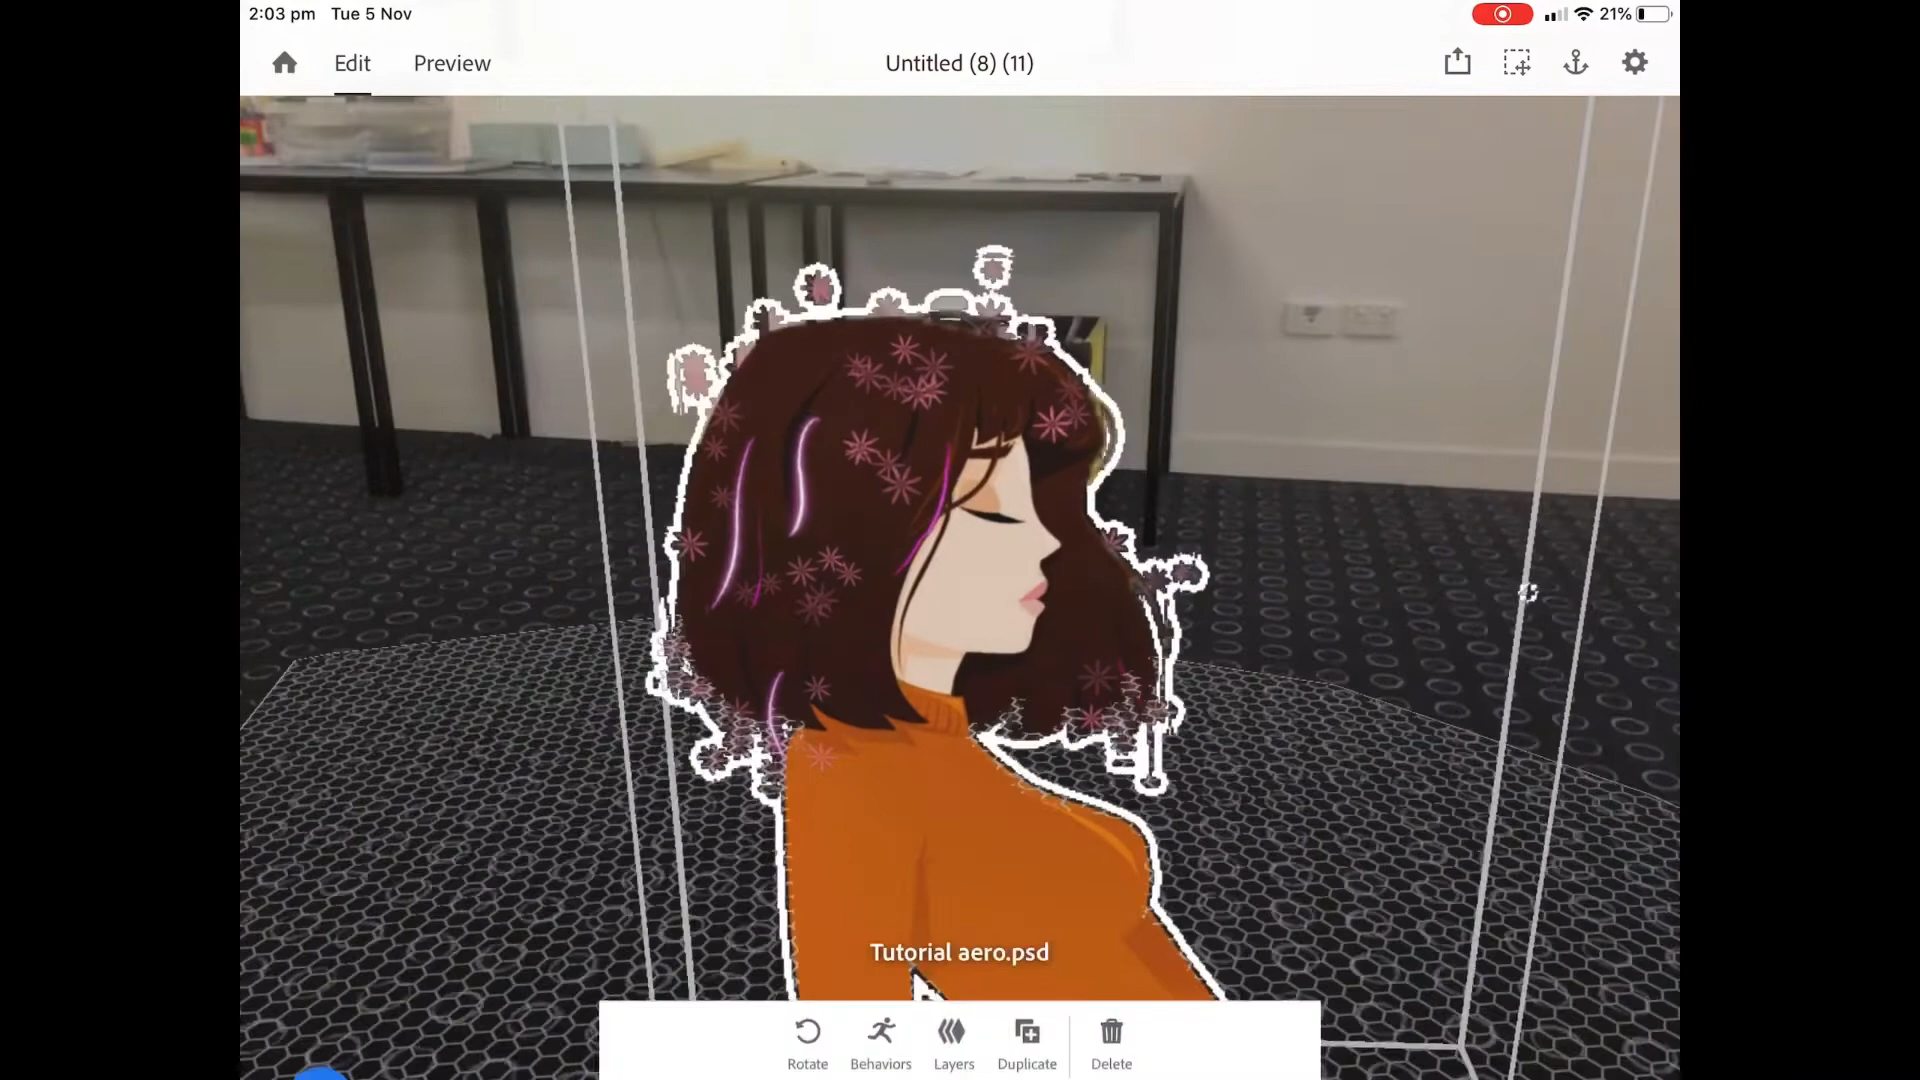 2:03 pm Tue 5 Nov
21%
Edit
Preview
Untitled (8) (11)
Tutorial aero.psd
Rotate
Behaviors
Layers
Duplicate
Delete